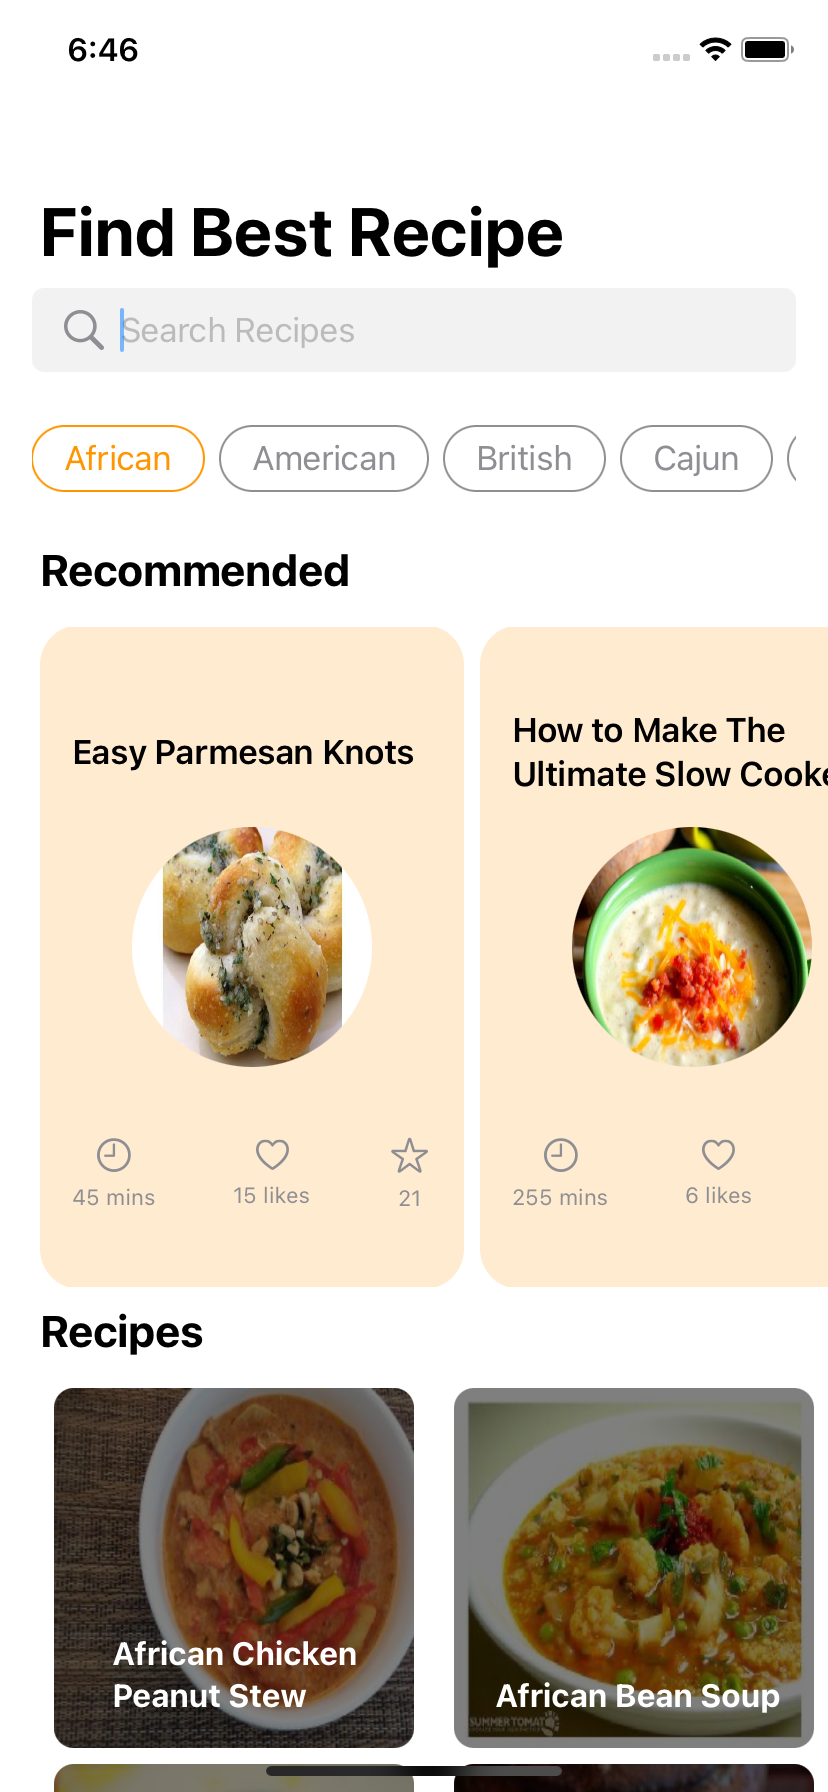 6:46
Find Best Recipe
Search Recipes
African
American
British
Cajun
Recommended
Easy Parmesan Knots
How to Make The
Ultimate Slow Cooke
45 mins
15 likes
21
255 mins
6 likes
Recipes
African Chicken
Peanut Stew
African Bean Soup
SUMMERTOMAT